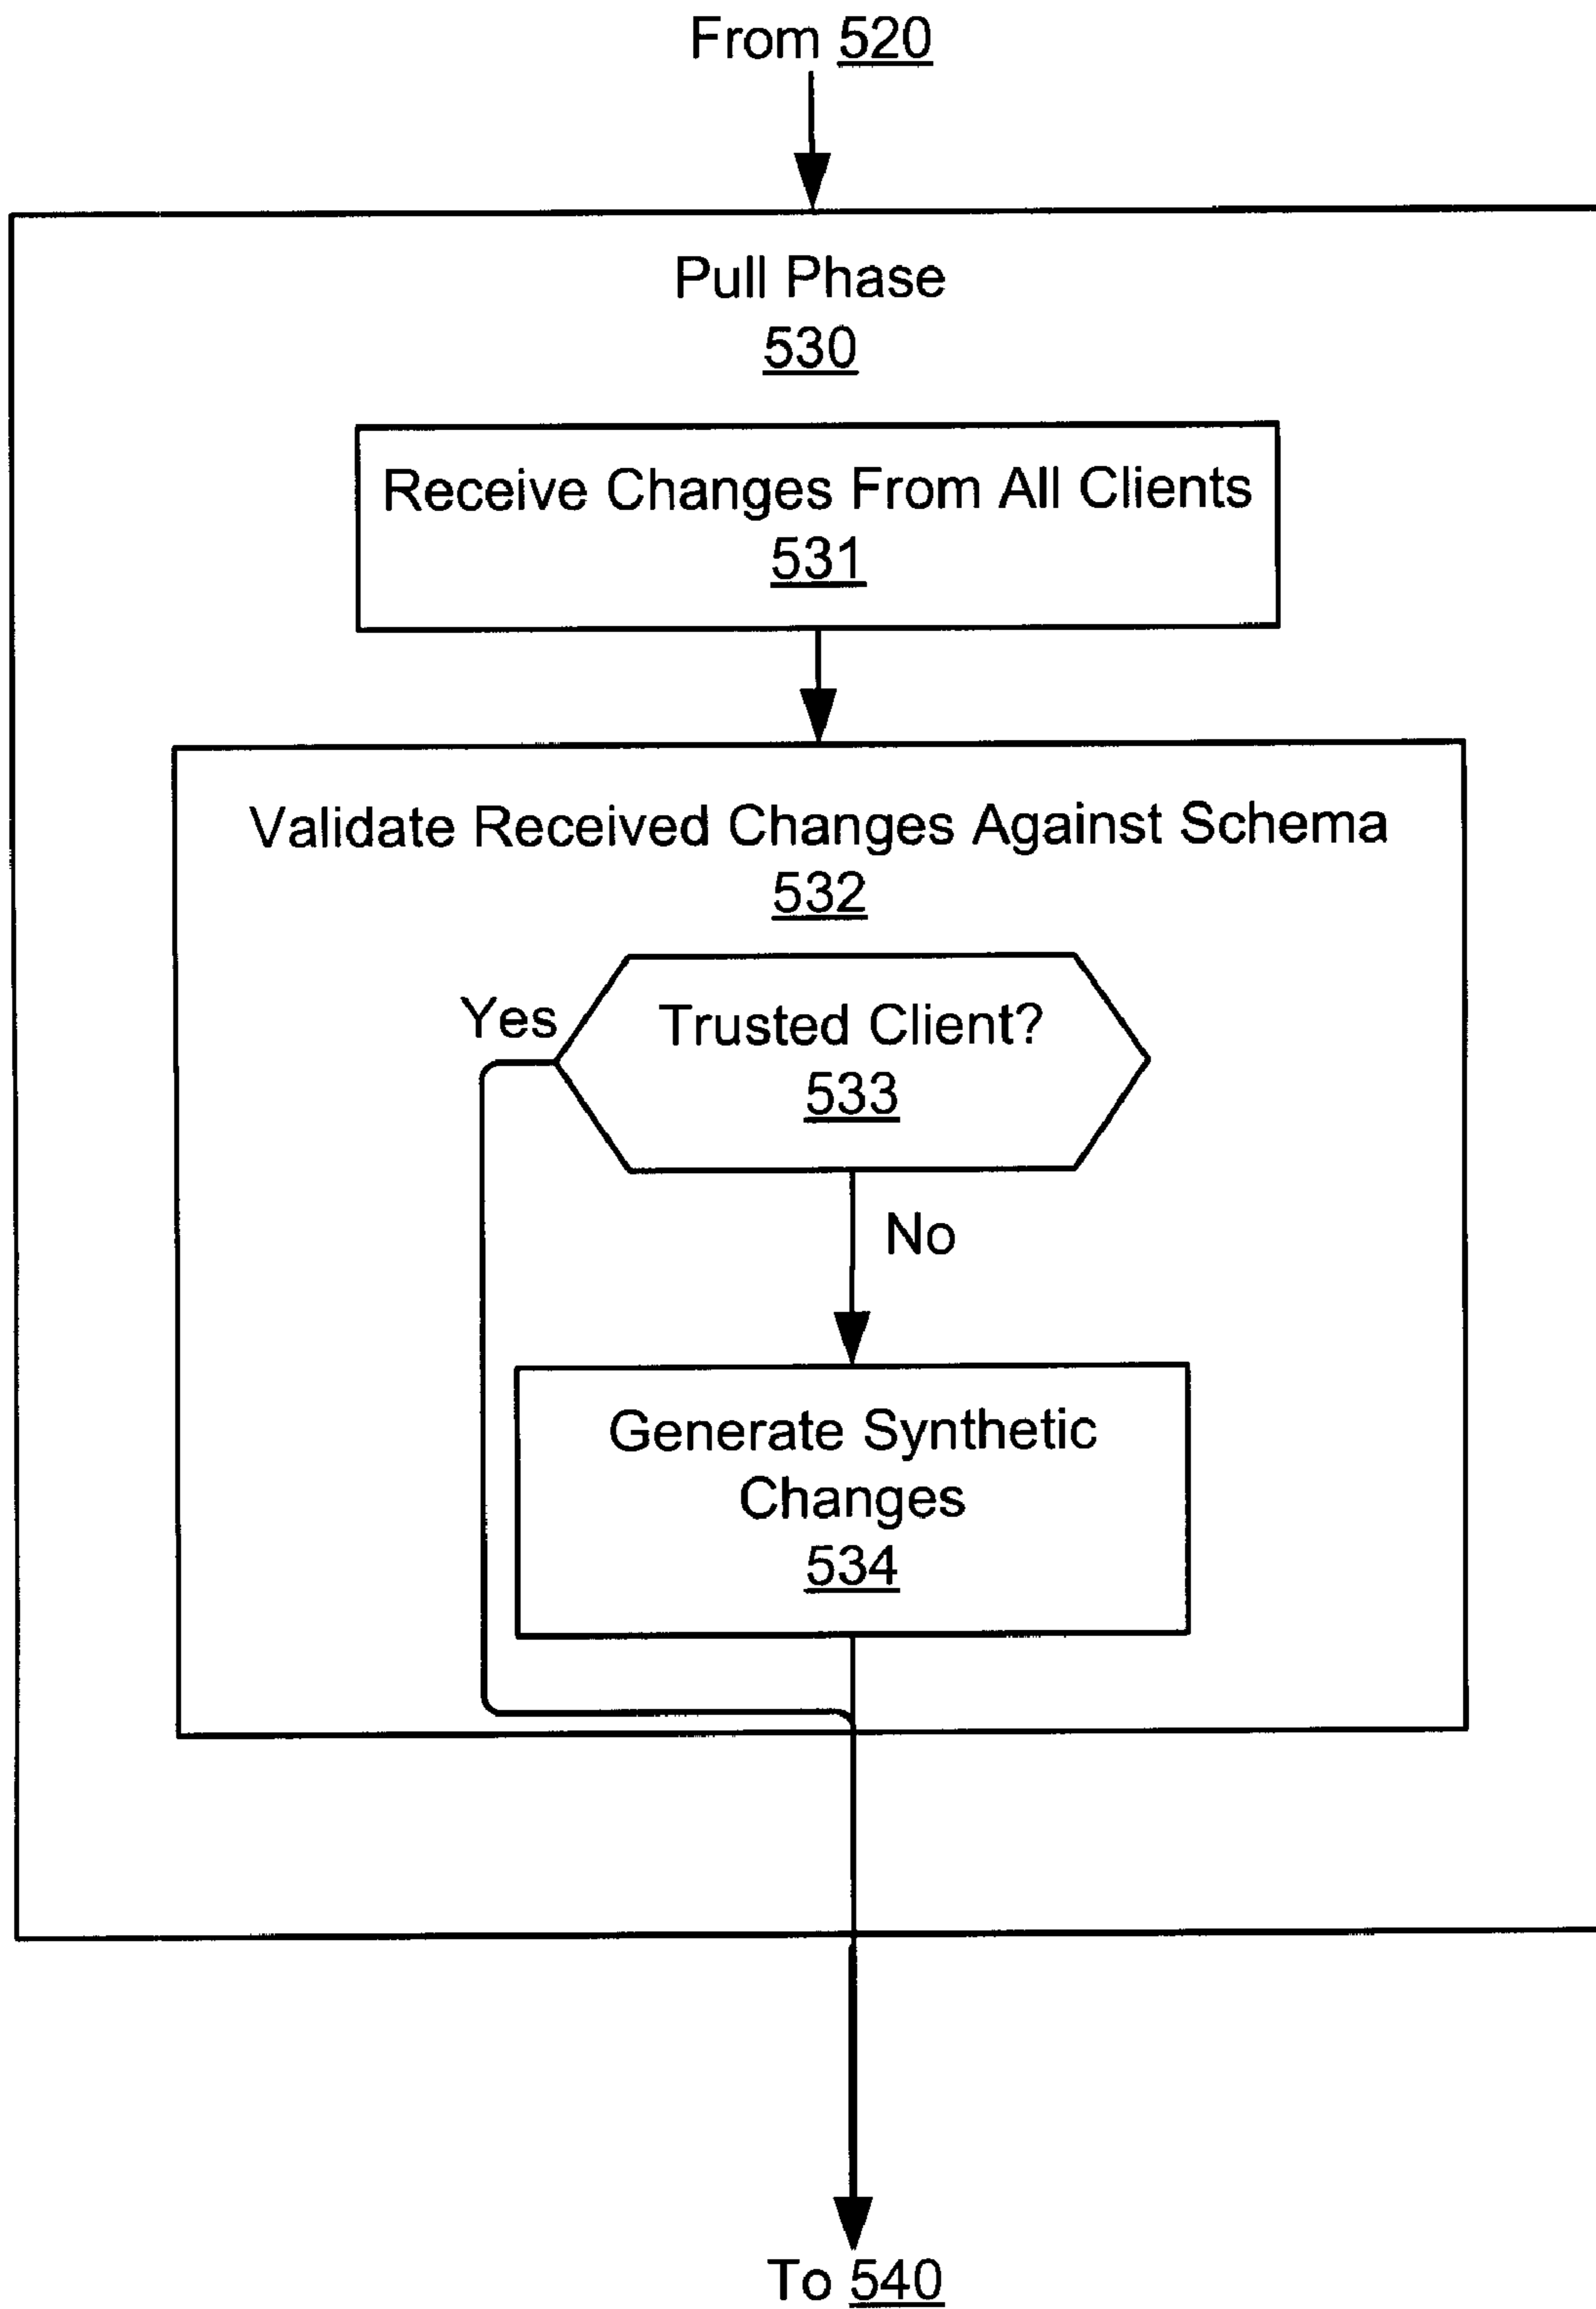 From 520
Pull Phase
530
Receive Changes From All Clients
531
Validate Received Changes Against Schema
532
Yes
Trusted Client?
533
No
Generate Synthetic
Changes
534
To 540